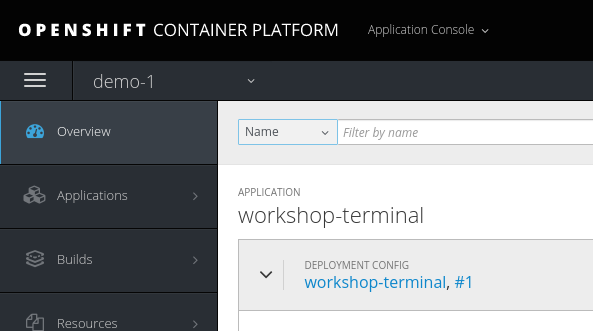 OPENSHIFT CONTAINER PLATFORM
Application Console
demo-1
Overview
Applications
Builds
Resources
Name
Filter by name
APPLICATION
workshop-terminal
DEPLOYMENT CONFIG
workshop-terminal, #1